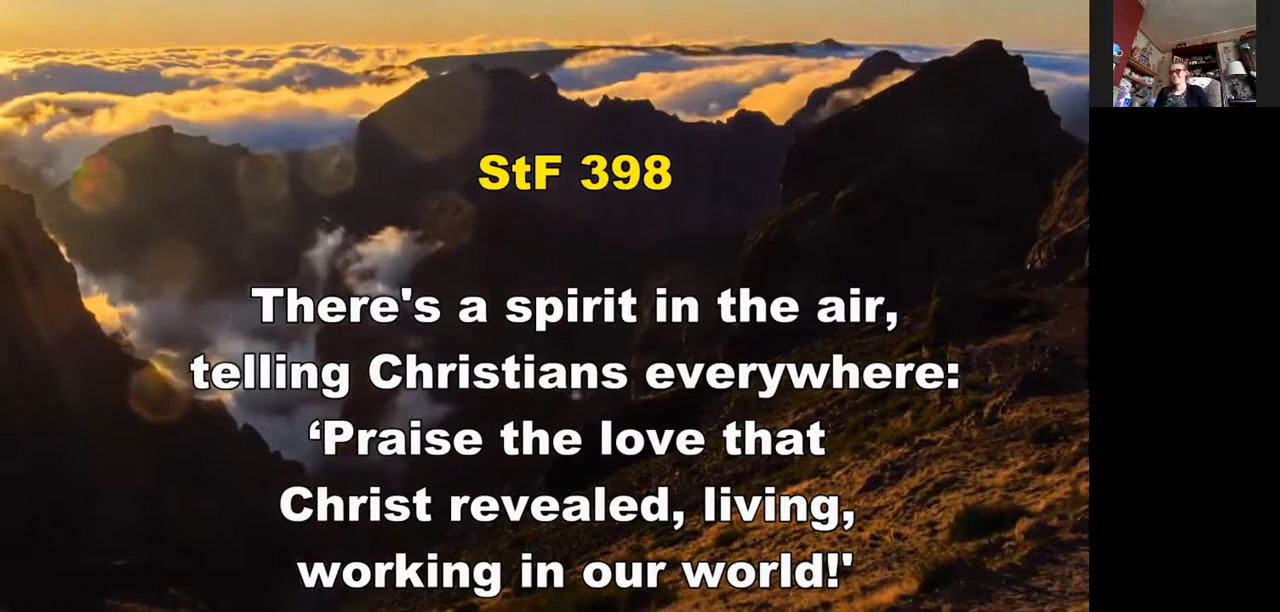 StF 398
There's a spirit in the air,
telling Christians everywhere:
‘Praise the love that
Christ revealed, living,
working in our world!'